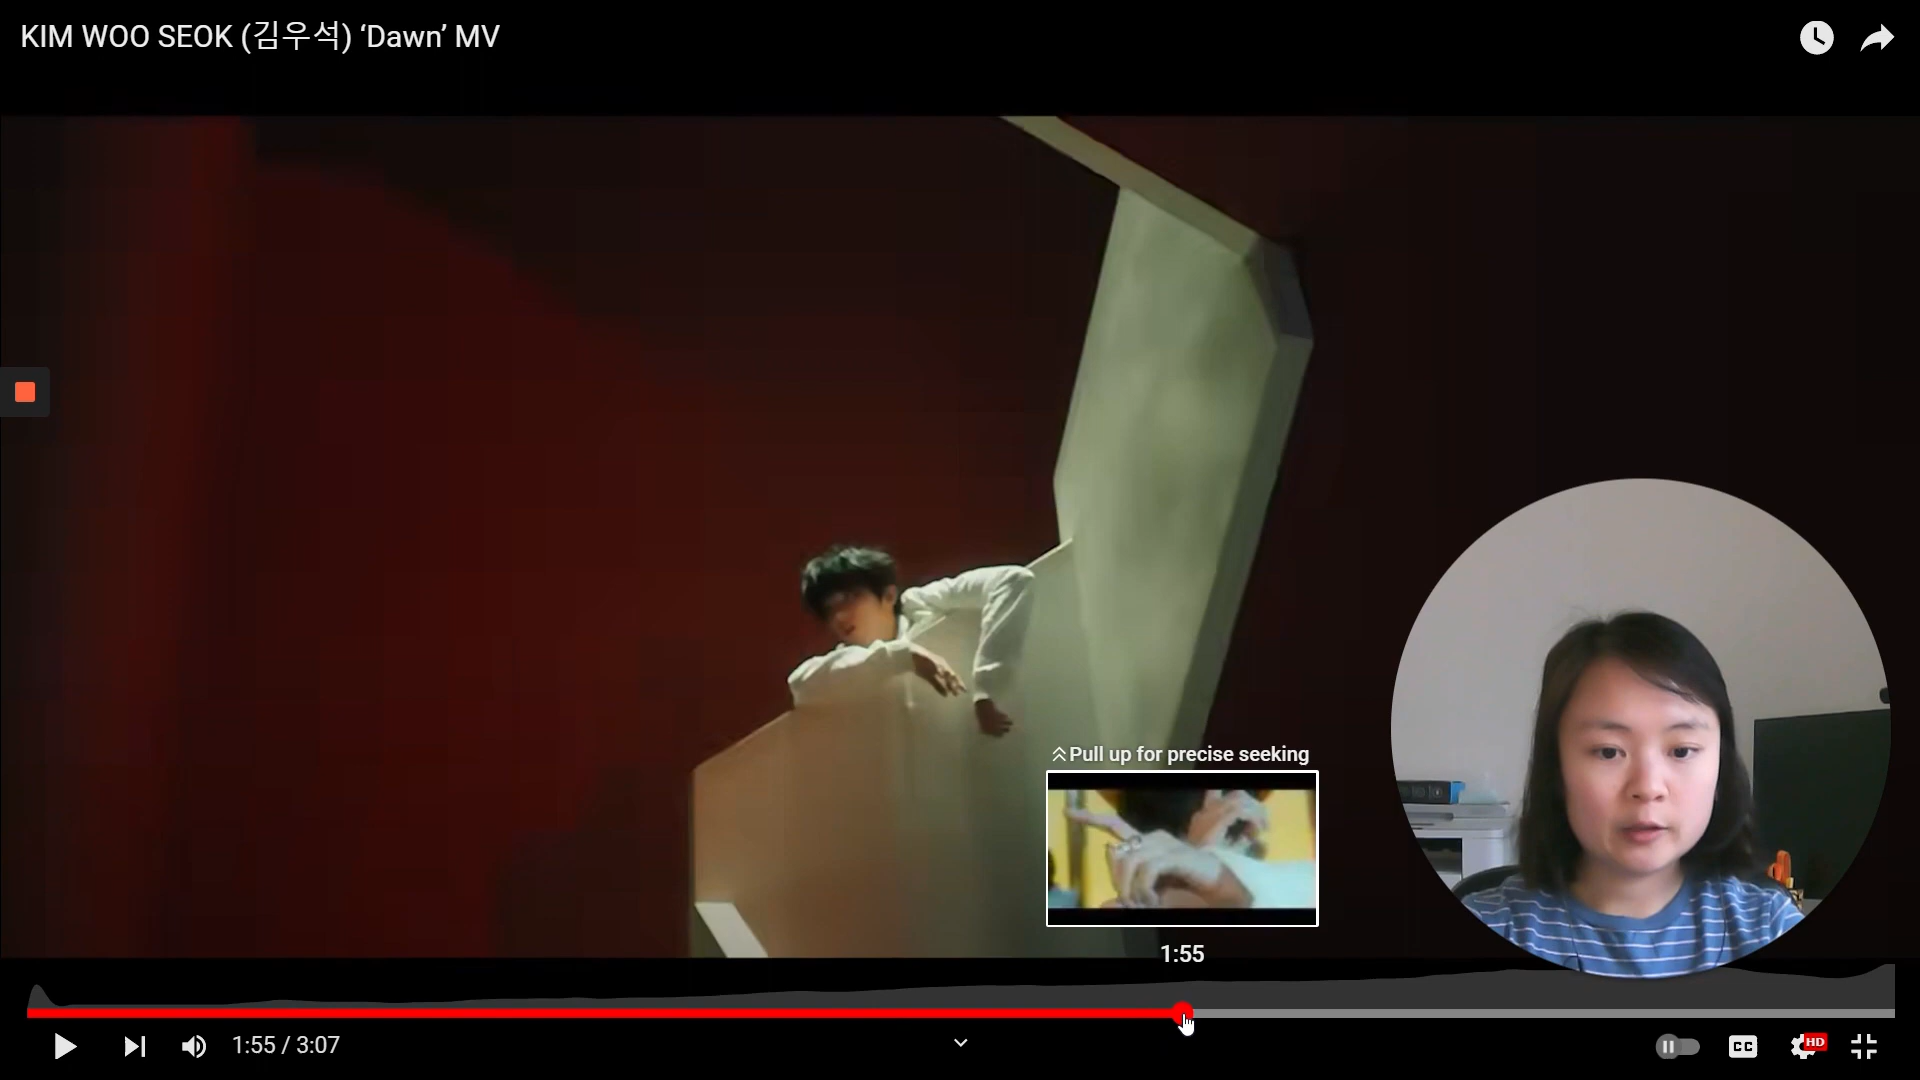 KIM WOO SEOK (김우석) ‘Dawn’ MV
Pull up for precise seeking
1:55
1:55 / 3:07
CC
HD